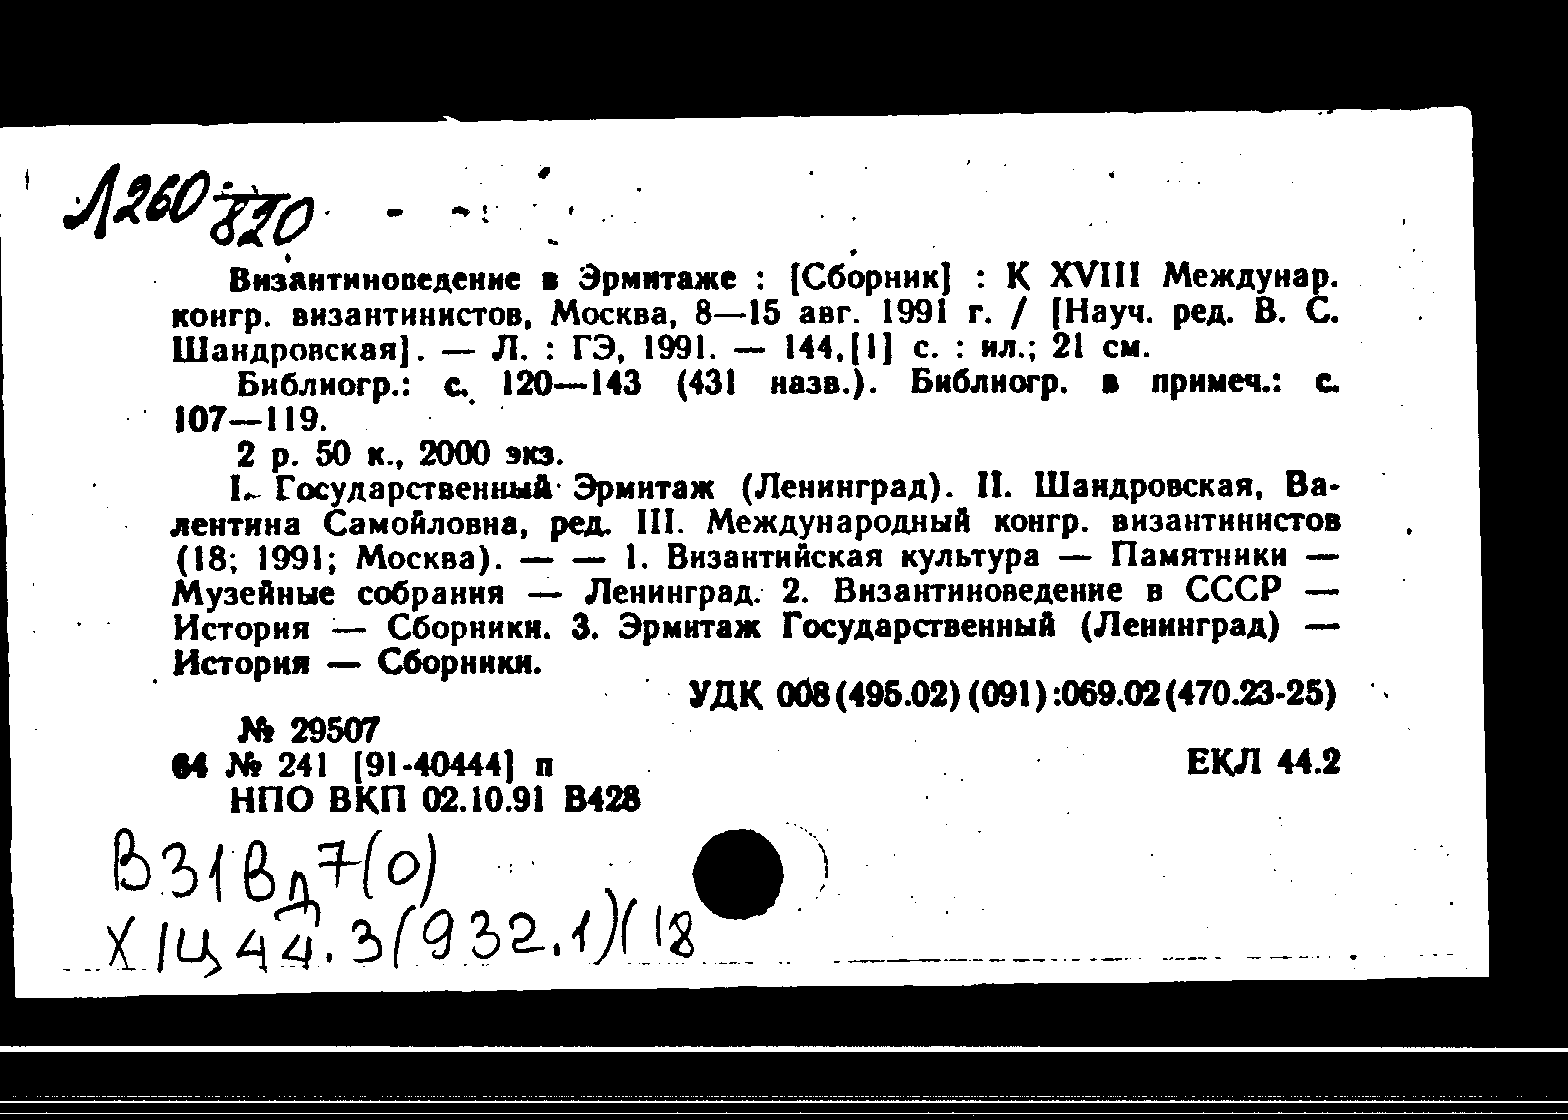 Л260
820
Византиноведение в Эрмитаже : [Сборник] : К XVIII Междунар.
конгр. византинистов, Москва, 8—15 авг. 1991 г. / [Науч. ред. В. С.
Шандровская]. — Л. : ГЭ, 1991. — 144,[1] с. : ил.; 21 см.
Библиогр.: с. 120—143 (431 назв.). Библиогр. в примеч.: с.
107—119.
2 р. 50 к., 2000 экз.
I. Государственный Эрмитаж (Ленинград). II. Шандровская, Ва-
лентина Самойловна, ред. III. Международный конгр. византинистов
(18; 1991; Москва). — — 1. Византийская культура — Памятники —
Музейные собрания — Ленинград. 2. Византиноведение в СССР —
История — Сборники. 3. Эрмитаж Государственный (Ленинград) —
История — Сборники.
УДК 008(495.02)(091):069.02(470.23-25)
№ 29507
64 № 241 [91-40444] п
ЕКЛ 44.2
НПО ВКП 02.10.91 В428
В31Вд7(0)
Х1Ц44.3(932.1)(18